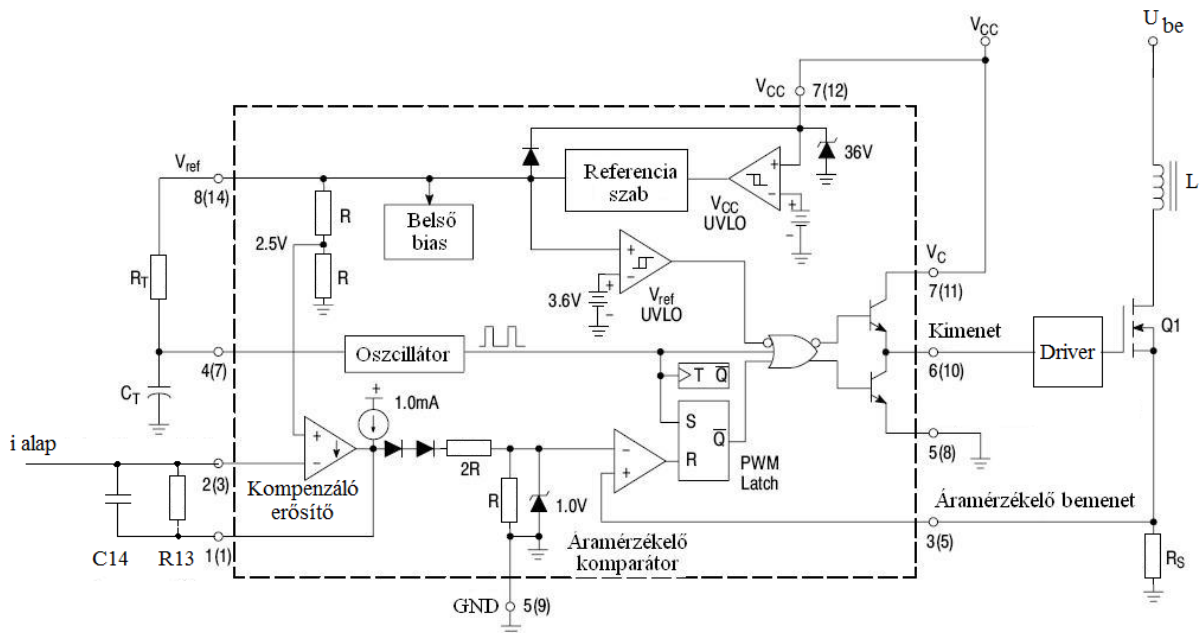 U be
VCC
VCC 7(12)
Vref
8(14)
R
2.5V
R
RT
Belső
bias
Referencia
szab
36V
+
−
VCC
UVLO
+
−
+
−
3.6V
+
−
Vref
UVLO
VC
7(11)
L
Q1
Kimenet
6(10)
Driver
4(7)
Oszcillátor
CT
+
1.0mA
T Q̅
S
R
Q̅
PWM
Latch
5(8)
i alap
2(3)
+
−
Kompenzáló
erősítő
2R
R
1.0V
−
+
Áramérzékelő
komparátor
Áramérzékelő bemenet
3(5)
RS
C14
R13
1(1)
GND
5(9)